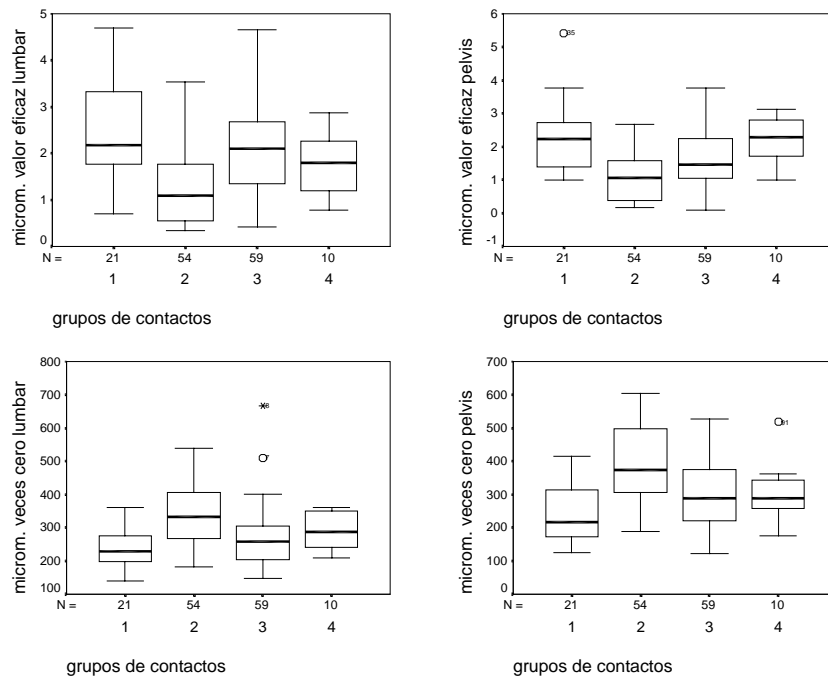 microm. valor eficaz lumbar
5
4
3
2
1
0
N = 21 54 59 10
1 2 3 4
grupos de contactos
microm. valor eficaz pelvis
6
5
4
3
2
1
0
-1
35
N = 21 54 59 10
1 2 3 4
grupos de contactos
microm. veces cero lumbar
800
700
600
500
400
300
200
100
N = 21 54 59 10
1 2 3 4
grupos de contactos
microm. veces cero pelvis
700
600
500
400
300
200
100
0
91
N = 21 54 59 10
1 2 3 4
grupos de contactos